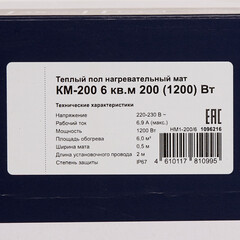 Теплый пол нагревательный мат
КМ-200 6 кв.м 200 (1200) Вт
Технические характеристики
Напряжение 220-230 В ~
Рабочий ток 6,9 А (макс.)
Мощность 1200 Вт
Площадь обогрева 6,0 м²
Ширина мата 0,5 м
Длина установочного провода 2 м
Степень защиты IP67
EAC
НМ1-200/6 1096216
4 610117 810995